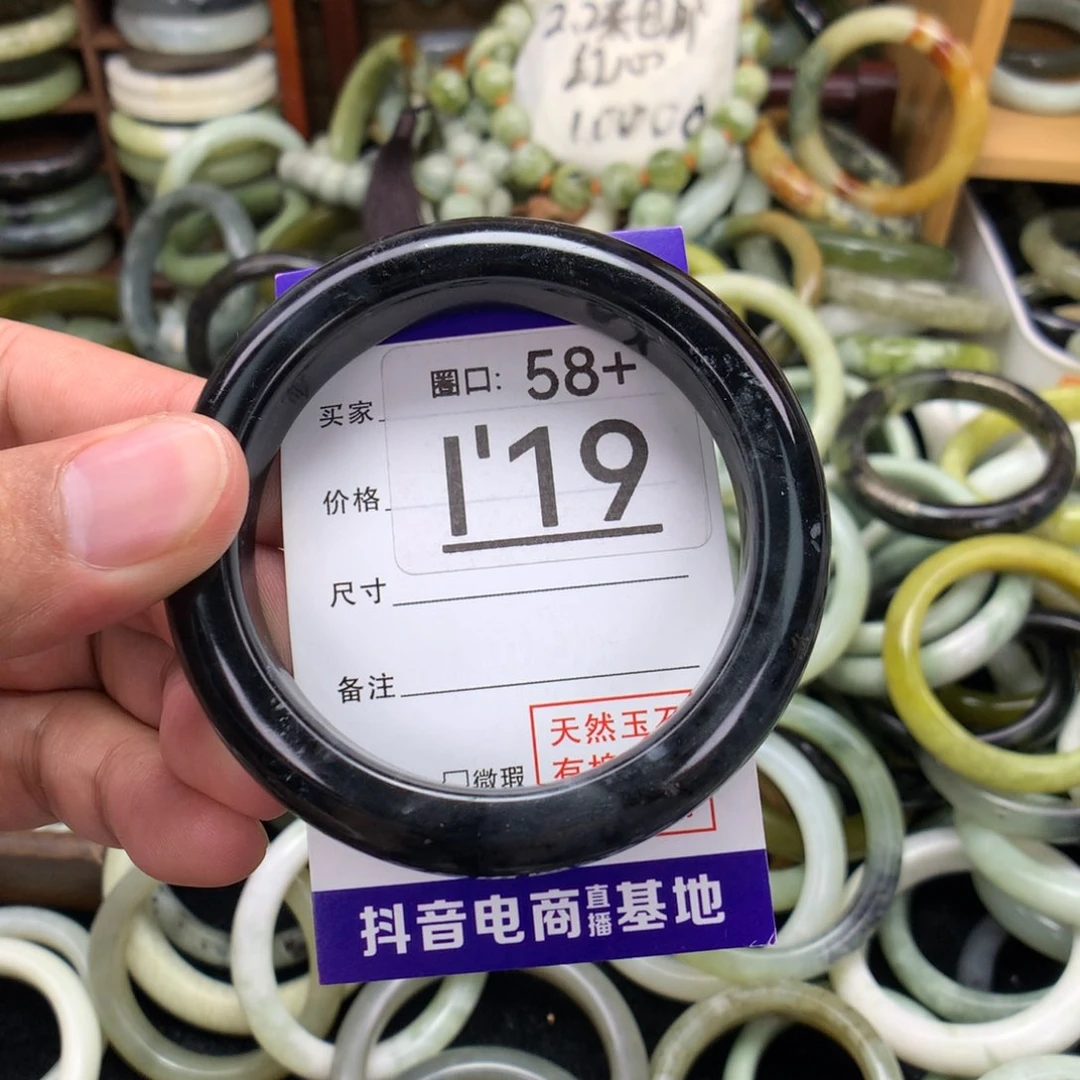 圈口: 58+
买家
1'19
价格
尺寸
备注
天然玉石
□微瑕
抖音电商直播基地